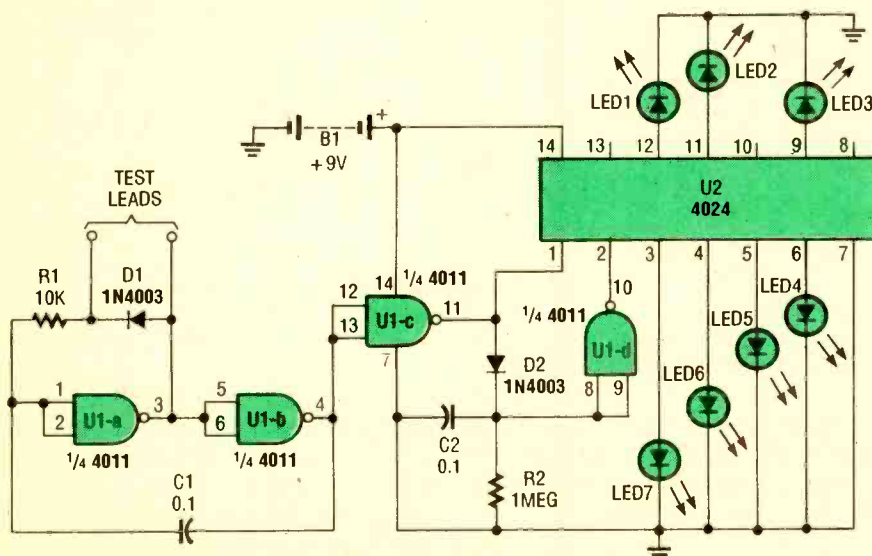 LED1
LED2
LED3
B1
+9V
+
14
13
12
11
10
9
8
U2
4024
1
2
3
4
5
6
7
TEST
LEADS
R1
10K
D1
1N4003
14
1/4 4011
12
13
U1-c
11
7
1/4 4011
10
U1-d
8
9
D2
1N4003
1
2
U1-a
3
1/4 4011
5
6
U1-b
4
1/4 4011
C1
0.1
C2
0.1
R2
1MEG
LED4
LED5
LED6
LED7